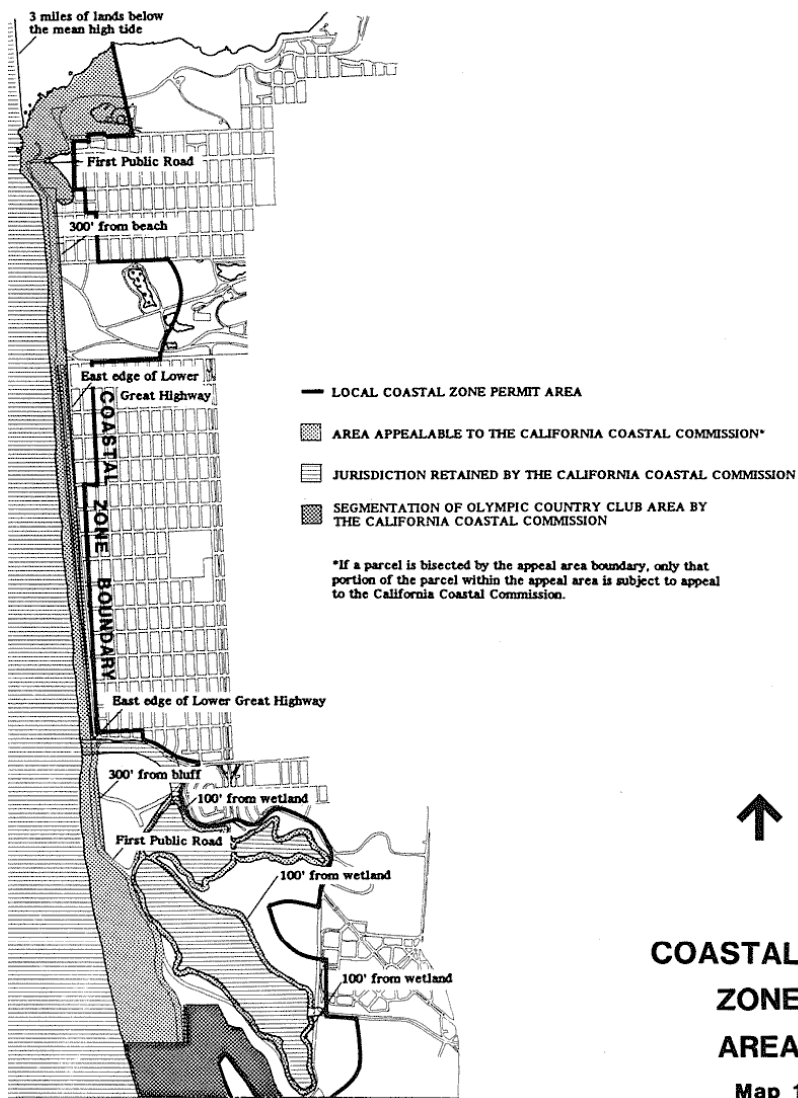 3 miles of lands below
the mean high tide
First Public Road
300' from beach
East edge of Lower
Great Highway
COASTAL ZONE BOUNDARY
LOCAL COASTAL ZONE PERMIT AREA
AREA APPEALABLE TO THE CALIFORNIA COASTAL COMMISSION*
JURISDICTION RETAINED BY THE CALIFORNIA COASTAL COMMISSION
SEGMENTATION OF OLYMPIC COUNTRY CLUB AREA BY
THE CALIFORNIA COASTAL COMMISSION
*If a parcel is bisected by the appeal area boundary, only that
portion of the parcel within the appeal area is subject to appeal
to the California Coastal Commission.
East edge of Lower Great Highway
300' from bluff
100' from wetland
First Public Road
100' from wetland
100' from wetland
COASTAL
ZONE
AREA
Map 1